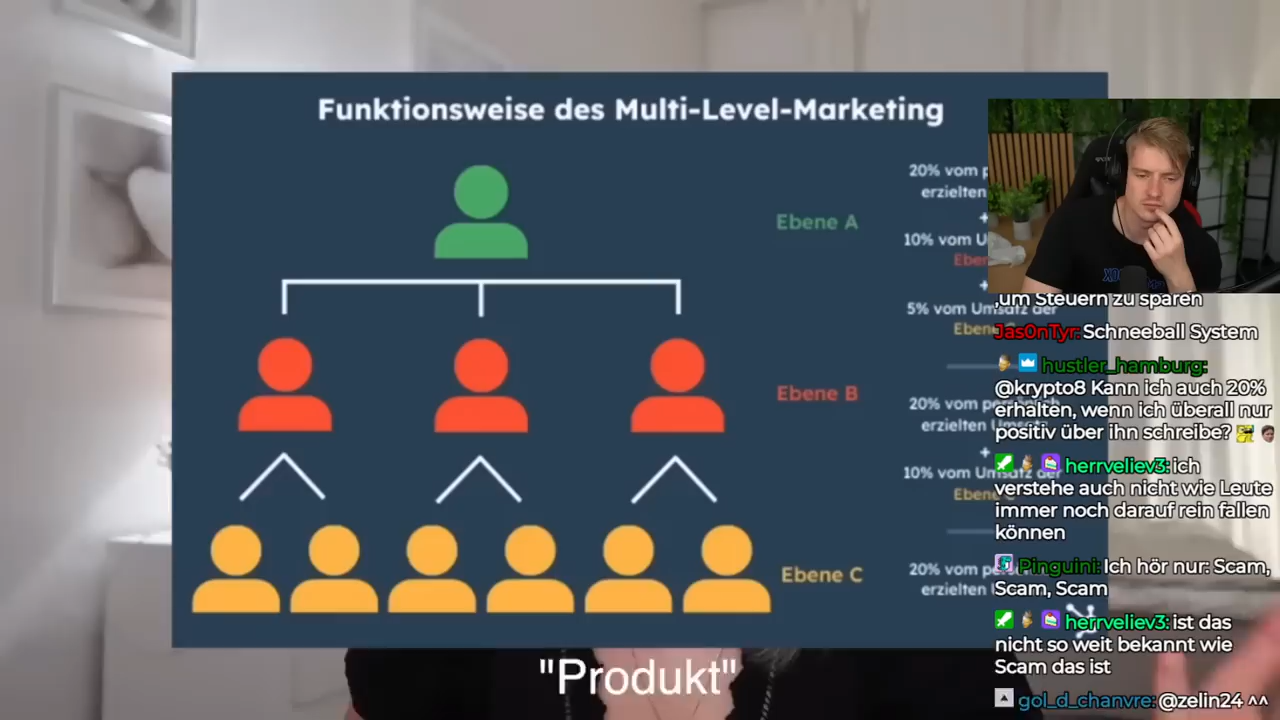 Funktionsweise des Multi-Level-Marketing
20% vom
erzielten
+
Ebene A
10% vom
+
5% vom Umsatz der
Ebene B
20% vom
erzielten
+
10% vom Umsatz der
Ebene C
20% vom
erzielten
"Produkt"
,um Steuern zu sparen
Jas0nTyr: Schneeball System
hustler_hamburg:
@krypto8 Kann ich auch 20%
erhalten, wenn ich überall nur
positiv über ihn schreibe?
herrveliev3: ich
verstehe auch nicht wie Leute
immer noch darauf rein fallen
können
Pinguini: Ich hör nur: Scam,
Scam, Scam
herrveliev3: ist das
nicht so weit bekannt wie
Scam das ist
gol_d_chanvre: @zelin24 ^^